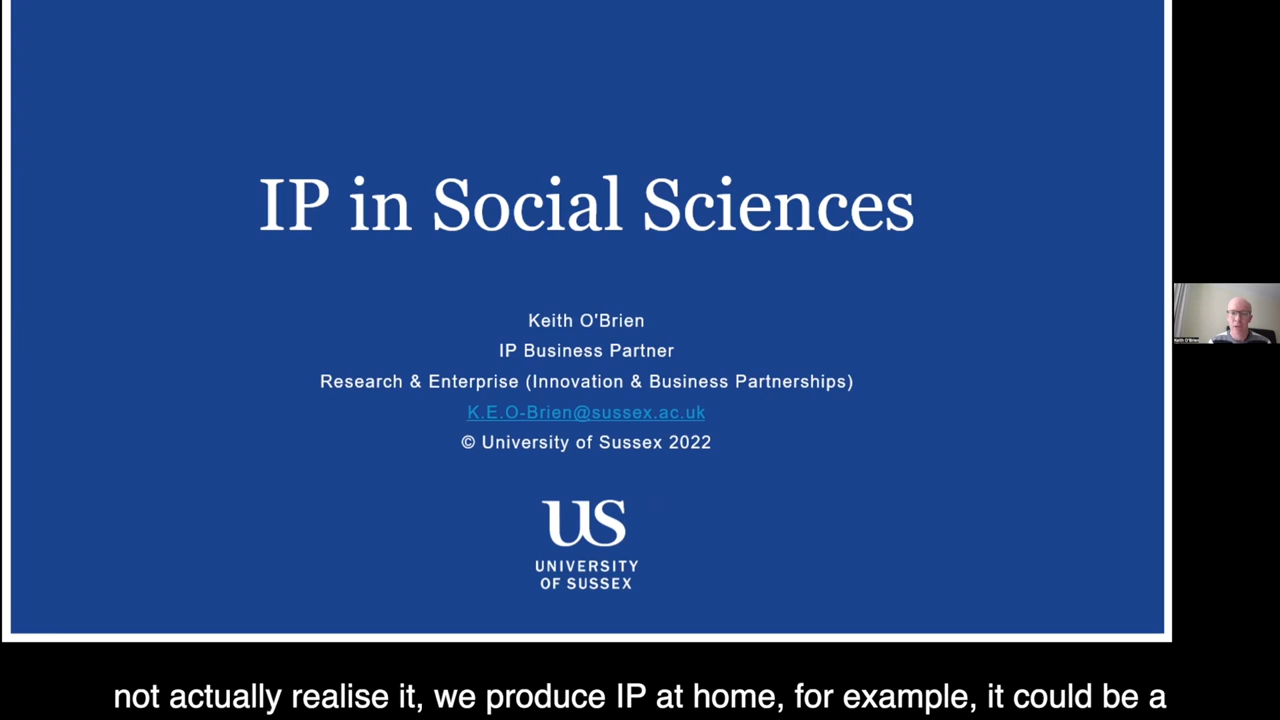 IP in Social Sciences
Keith O'Brien
IP Business Partner
Research & Enterprise (Innovation & Business Partnerships)
K.E.O-Brien@sussex.ac.uk
© University of Sussex 2022
us
UNIVERSITY
OF SUSSEX
Keith O'Brien
not actually realise it, we produce IP at home, for example, it could be a